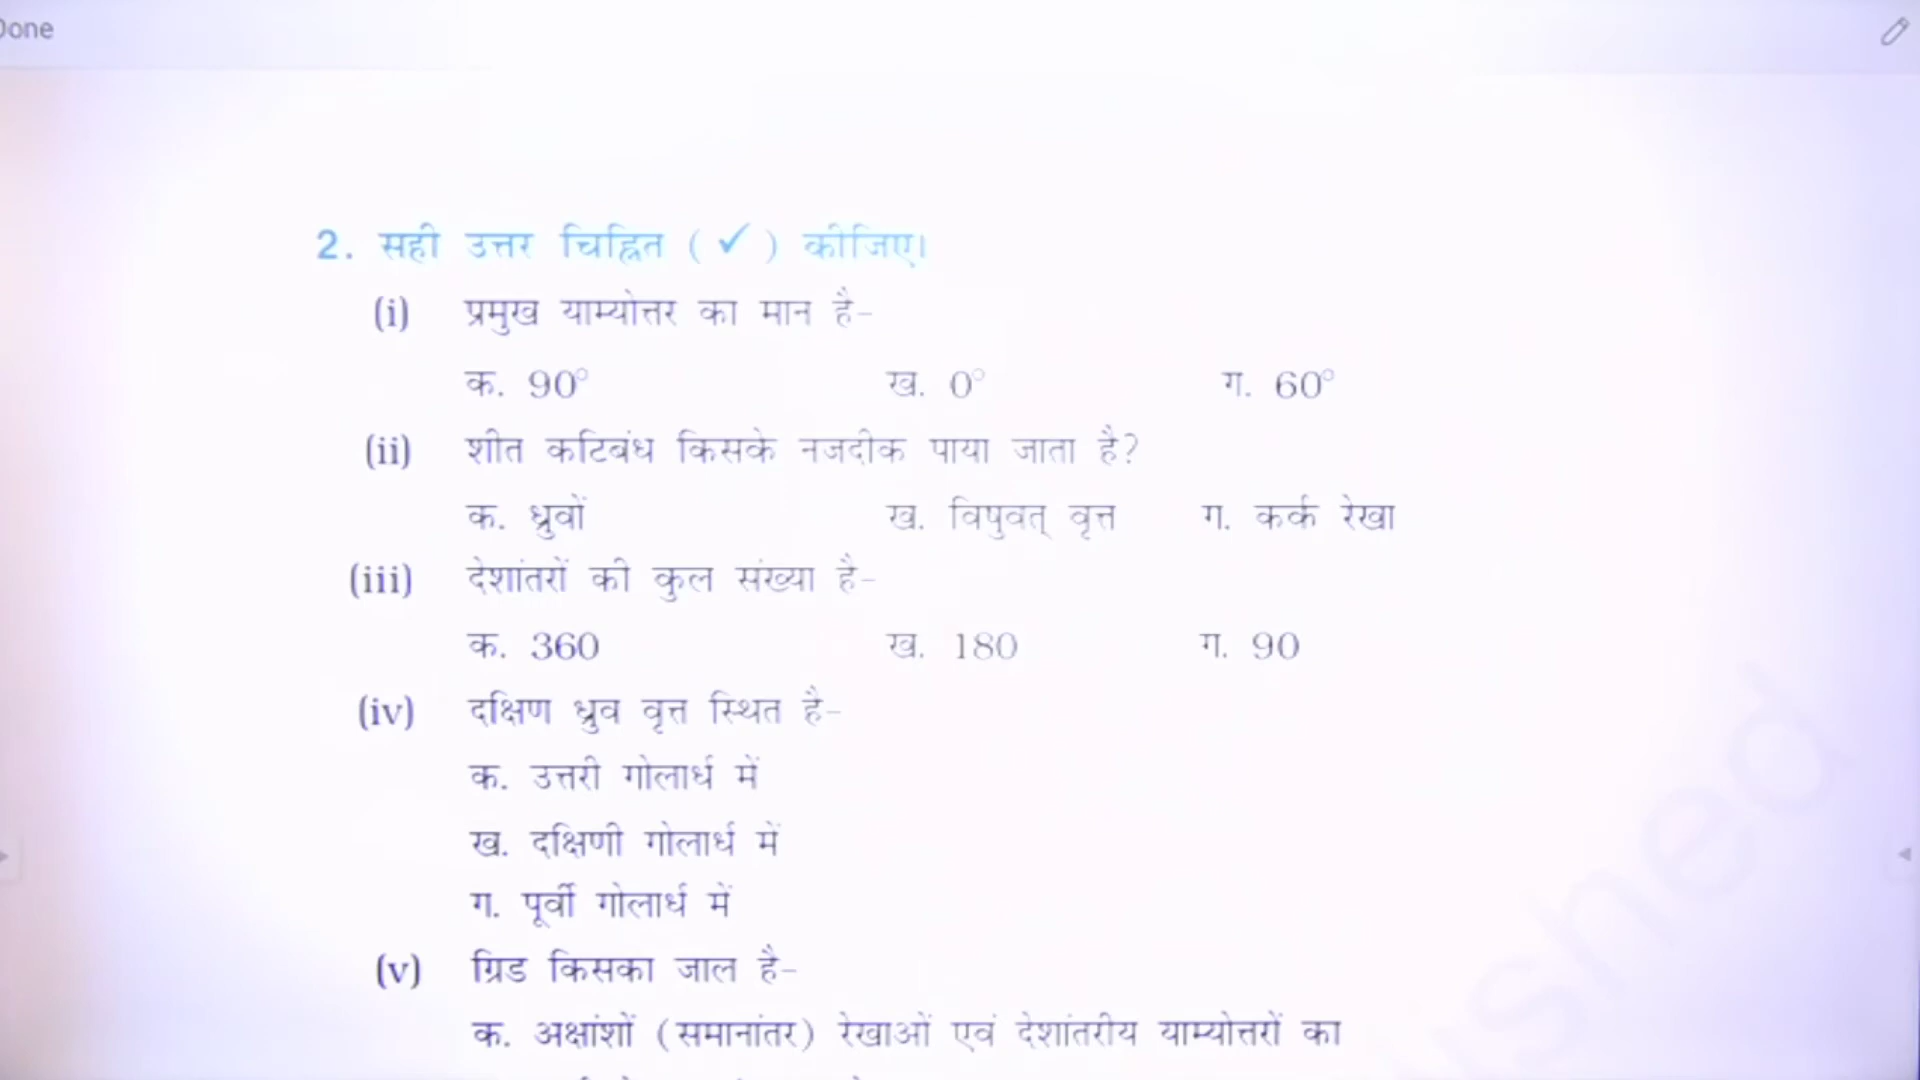 Done
2. सही उत्तर चिह्नित ( ✓ ) कीजिए।
(i) प्रमुख याम्योत्तर का मान है–
क. 90° ख. 0° ग. 60°
(ii) शीत कटिबंध किसके नजदीक पाया जाता है?
क. ध्रुवों ख. विषुवत् वृत्त ग. कर्क रेखा
(iii) देशांतरों की कुल संख्या है–
क. 360 ख. 180 ग. 90
(iv) दक्षिण ध्रुव वृत्त स्थित है–
क. उत्तरी गोलार्ध में
ख. दक्षिणी गोलार्ध में
ग. पूर्वी गोलार्ध में
(v) ग्रिड किसका जाल है–
क. अक्षांशों (समानांतर) रेखाओं एवं देशांतरीय याम्योत्तरों का